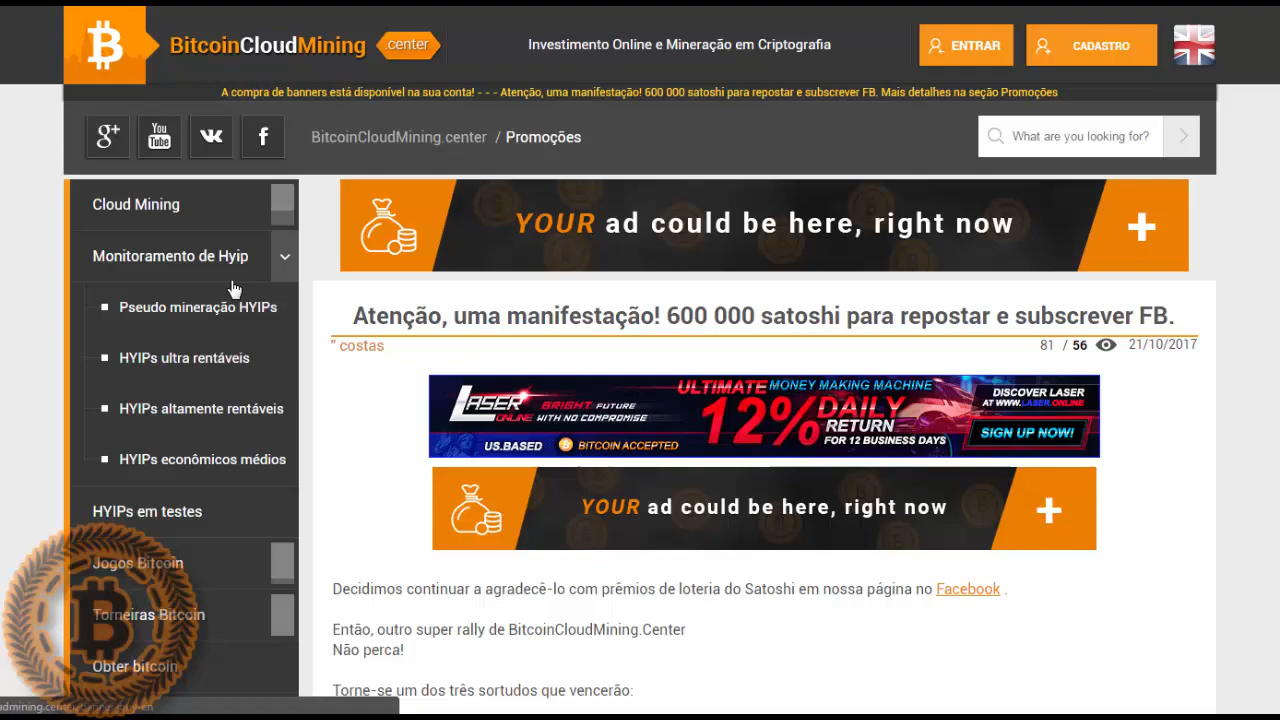 BitcoinCloudMining .center
Investimento Online e Mineração em Criptografia
ENTRAR
CADASTRO
A compra de banners está disponível na sua conta! - - - Atenção, uma manifestação! 600 000 satoshi para repostar e subscrever FB. Mais detalhes na seção Promoções
g+
You Tube
BitcoinCloudMining.center / Promoções
What are you looking for?
Cloud Mining
Monitoramento de Hyip
Pseudo mineração HYIPs
HYIPs ultra rentáveis
HYIPs altamente rentáveis
HYIPs econômicos médios
HYIPs em testes
Jogos Bitcoin
Torneiras Bitcoin
Obter bitcoin
YOUR ad could be here, right now
Atenção, uma manifestação! 600 000 satoshi para repostar e subscrever FB.
" costas
81 / 56
21/10/2017
LASER ONLINE
BRIGHT FUTURE
WITH NO COMPROMISE
US.BASED
BITCOIN ACCEPTED
ULTIMATE MONEY MAKING MACHINE
12% DAILY RETURN
FOR 12 BUSINESS DAYS
DISCOVER LASER
AT WWW.LASER.ONLINE
SIGN UP NOW!
YOUR ad could be here, right now
Decidimos continuar a agradecê-lo com prêmios de loteria do Satoshi em nossa página no Facebook .
Então, outro super rally de BitcoinCloudMining.Center
Não perca!
Torne-se um dos três sortudos que vencerão: